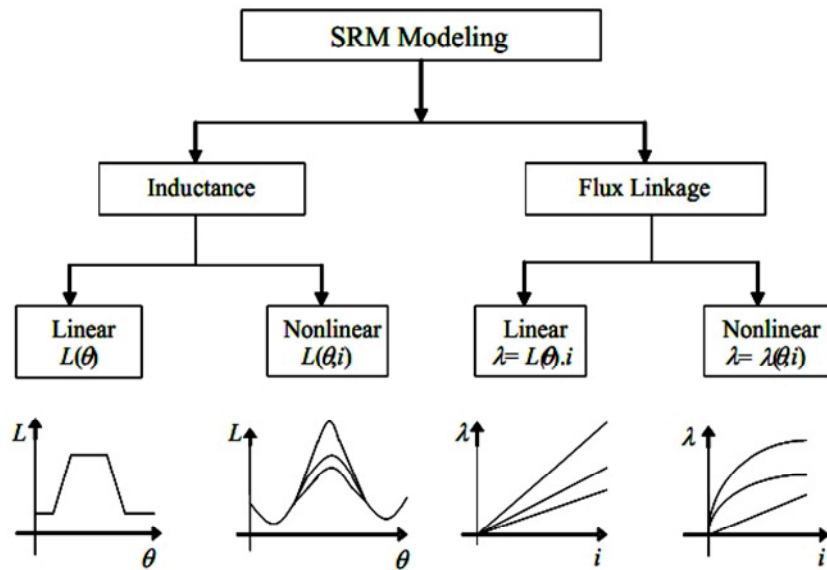 SRM Modeling
Inductance
Flux Linkage
Linear
L(θ)
Nonlinear
L(θ,i)
Linear
λ= L(θ).i
Nonlinear
λ= λ(θ,i)
L
θ
L
θ
λ
i
λ
i